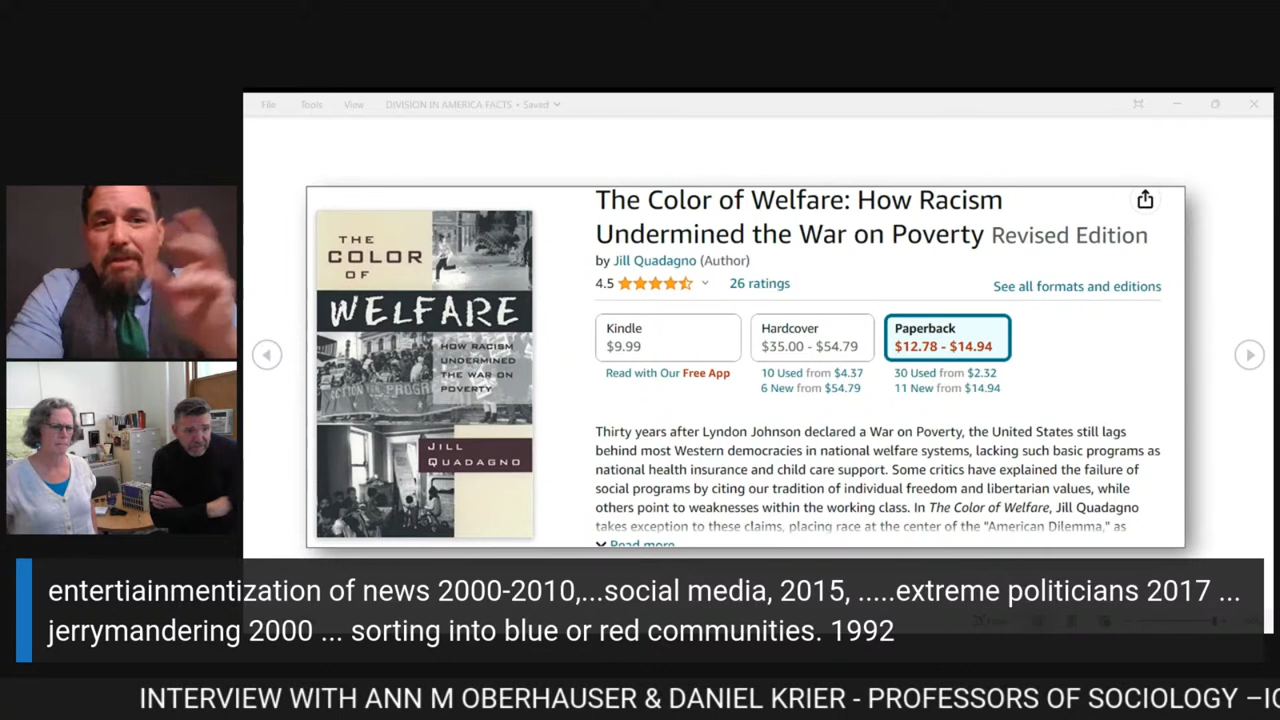 File Tools View DIVISION IN AMERICA FACTS • Saved
THE
COLOR
OF
WELFARE
HOW RACISM
UNDERMINED
THE WAR ON
POVERTY
JILL
QUADAGNO
The Color of Welfare: How Racism
Undermined the War on Poverty Revised Edition
by Jill Quadagno (Author)
4.5 26 ratings
See all formats and editions
Kindle
$9.99
Read with Our Free App
Hardcover
$35.00 - $54.79
10 Used from $4.37
6 New from $54.79
Paperback
$12.78 - $14.94
30 Used from $2.32
11 New from $14.94
Thirty years after Lyndon Johnson declared a War on Poverty, the United States still lags
behind most Western democracies in national welfare systems, lacking such basic programs as
national health insurance and child care support. Some critics have explained the failure of
social programs by citing our tradition of individual freedom and libertarian values, while
others point to weaknesses within the working class. In The Color of Welfare, Jill Quadagno
takes exception to these claims, placing race at the center of the "American Dilemma," as
Read more
entertiainmentization of news 2000-2010,...social media, 2015, .....extreme politicians 2017 ...
jerrymandering 2000 ... sorting into blue or red communities. 1992
INTERVIEW WITH ANN M OBERHAUSER & DANIEL KRIER - PROFESSORS OF SOCIOLOGY –